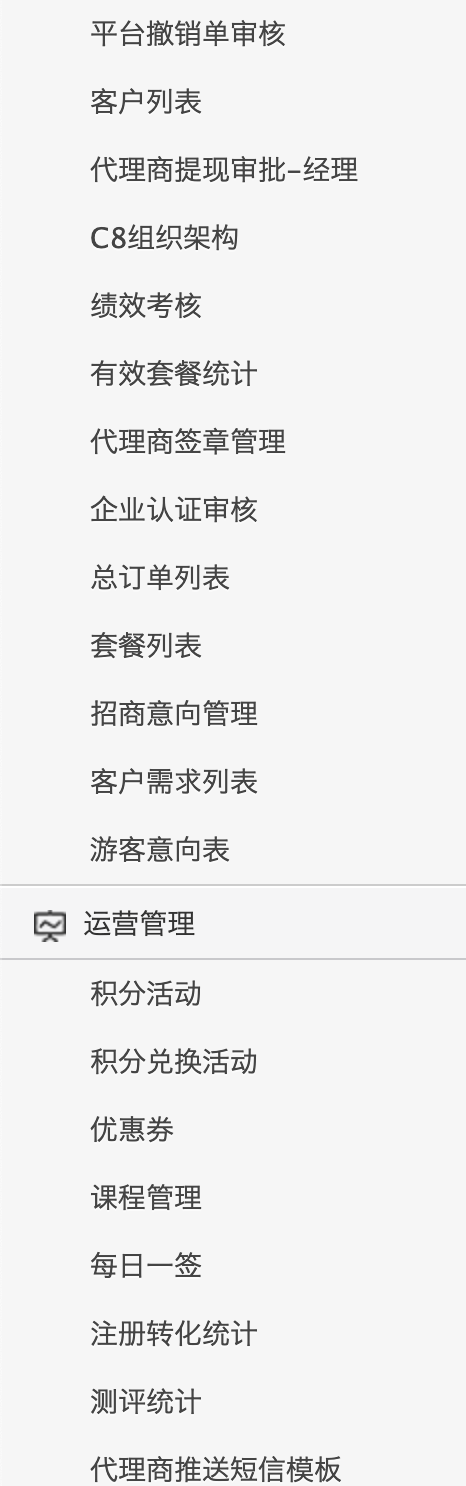 平台撤销单审核
客户列表
代理商提现审批-经理
C8组织架构
绩效考核
有效套餐统计
代理商签章管理
企业认证审核
总订单列表
套餐列表
招商意向管理
客户需求列表
游客意向表
运营管理
积分活动
积分兑换活动
优惠券
课程管理
每日一签
注册转化统计
测评统计
代理商推送短信模板